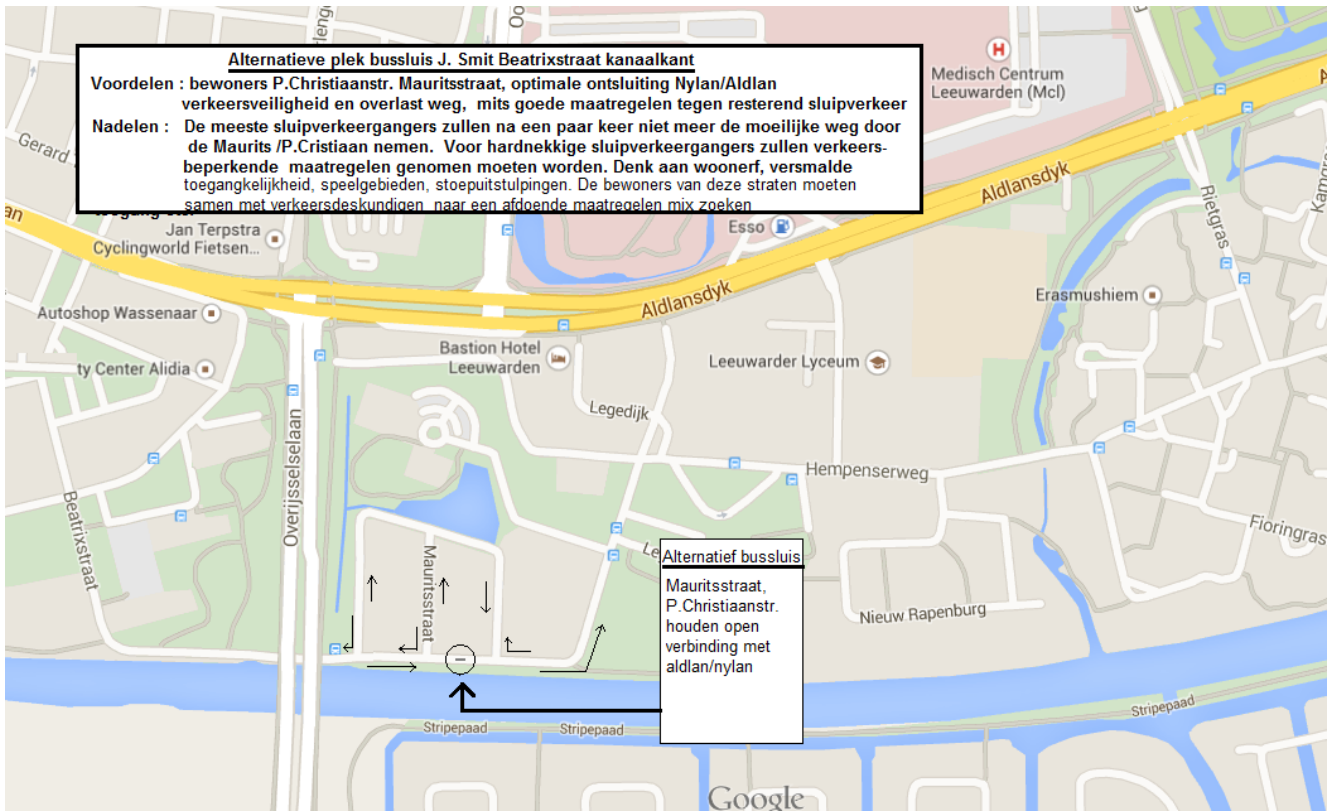 Alternatieve plek bussluis J. Smit Beatrixstraat kanaalkant
Voordelen : bewoners P.Christiaanstr. Mauritsstraat, optimale ontsluiting Nylan/Aldlan
verkeersveiligheid en overlast weg, mits goede maatregelen tegen resterend sluipverkeer
Nadelen : De meeste sluipverkeergangers zullen na een paar keer niet meer de moeilijke weg door
de Maurits /P.Cristiaan nemen. Voor hardnekkige sluipverkeergangers zullen verkeers-
beperkende maatregelen genomen moeten worden. Denk aan woonerf, versmalde
toegangkelijkheid, speelgebieden, stoepuitstulpingen. De bewoners van deze straten moeten
samen met verkeersdeskundigen naar een afdoende maatregelen mix zoeken
Gerard
Medisch Centrum
Leeuwarden (Mcl)
H
Aldlansdyk
Rietgras
Kamgras
Jan Terpstra
Cyclingworld Fietsen...
Esso
Aldlansdyk
Erasmushiem
Autoshop Wassenaar
Bastion Hotel
Leeuwarden
Leeuwarder Lyceum
ty Center Alidia
Legedijk
Overijsselselaan
Hempenserweg
Beatrixstraat
Fioringras
Mauritsstraat
Le
Alternatief bussluis
Mauritsstraat,
P.Christiaanstr.
houden open
verbinding met
aldlan/nylan
Nieuw Rapenburg
Stripepaad
Stripepaad
Stripepaad
Google